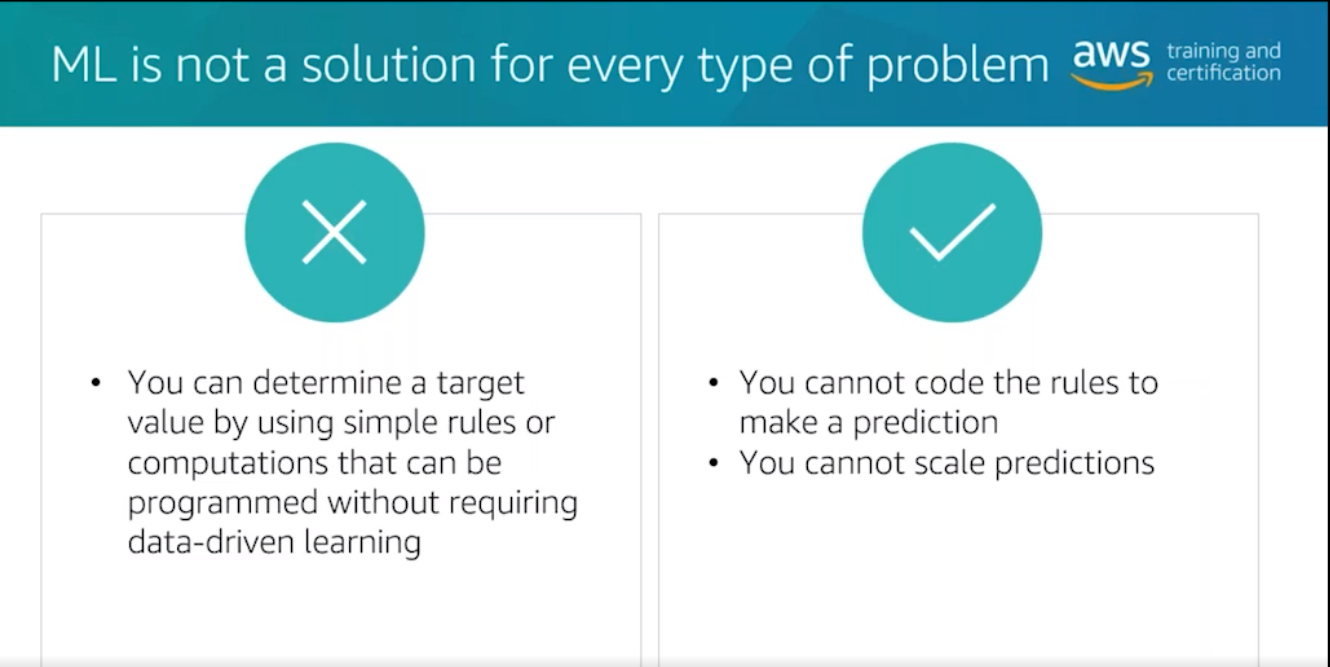 ML is not a solution for every type of problem
aws training and
certification
• You can determine a target
value by using simple rules or
computations that can be
programmed without requiring
data-driven learning
• You cannot code the rules to
make a prediction
• You cannot scale predictions